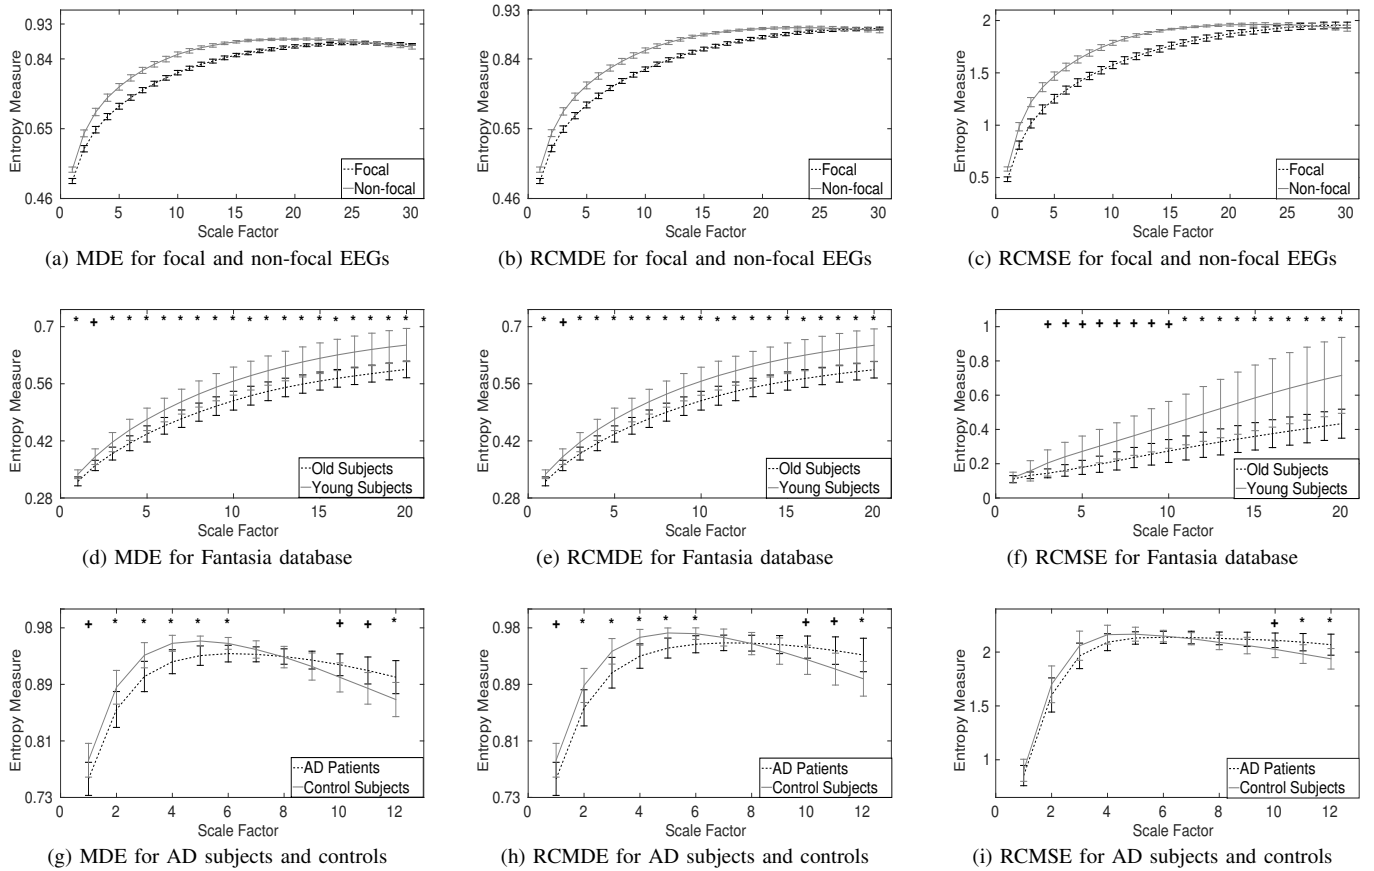 0.93
0.84
0.65
0.46
Entropy Measure
0 5 10 15 20 25 30
Scale Factor
Focal
Non-focal
(a) MDE for focal and non-focal EEGs
0.93
0.84
0.65
0.46
Entropy Measure
0 5 10 15 20 25 30
Scale Factor
Focal
Non-focal
(b) RCMDE for focal and non-focal EEGs
2
1.5
1
0.5
Entropy Measure
0 5 10 15 20 25 30
Scale Factor
Focal
Non-focal
(c) RCMSE for focal and non-focal EEGs
* + * * * * * * * * * * * * * * * * * *
0.7
0.56
0.42
0.28
Entropy Measure
5 10 15 20
Scale Factor
Old Subjects
Young Subjects
(d) MDE for Fantasia database
* + * * * * * * * * * * * * * * * * * *
0.7
0.56
0.42
0.28
Entropy Measure
5 10 15 20
Scale Factor
Old Subjects
Young Subjects
(e) RCMDE for Fantasia database
+ + + + + + + + * * * * * * * * * *
1
0.8
0.6
0.4
0.2
0
Entropy Measure
0 5 10 15 20
Scale Factor
Old Subjects
Young Subjects
(f) RCMSE for Fantasia database
+ * * * * * + + *
0.98
0.89
0.81
0.73
Entropy Measure
0 2 4 6 8 10 12
Scale Factor
AD Patients
Control Subjects
(g) MDE for AD subjects and controls
+ * * * * * + + *
0.98
0.89
0.81
0.73
Entropy Measure
0 2 4 6 8 10 12
Scale Factor
AD Patients
Control Subjects
(h) RCMDE for AD subjects and controls
+ * *
2
1.5
1
Entropy Measure
0 2 4 6 8 10 12
Scale Factor
AD Patients
Control Subjects
(i) RCMSE for AD subjects and controls